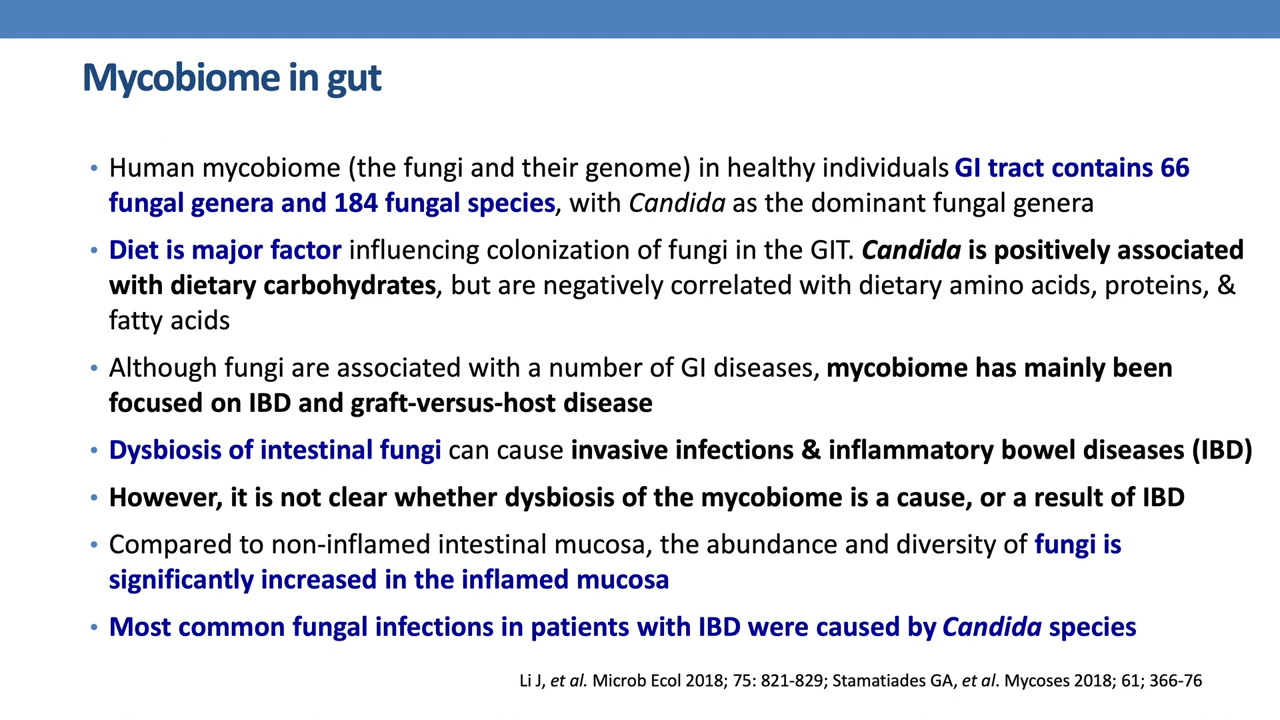 Mycobiome in gut
• Human mycobiome (the fungi and their genome) in healthy individuals GI tract contains 66
fungal genera and 184 fungal species, with Candida as the dominant fungal genera
• Diet is major factor influencing colonization of fungi in the GIT. Candida is positively associated
with dietary carbohydrates, but are negatively correlated with dietary amino acids, proteins, &
fatty acids
• Although fungi are associated with a number of GI diseases, mycobiome has mainly been
focused on IBD and graft-versus-host disease
• Dysbiosis of intestinal fungi can cause invasive infections & inflammatory bowel diseases (IBD)
• However, it is not clear whether dysbiosis of the mycobiome is a cause, or a result of IBD
• Compared to non-inflamed intestinal mucosa, the abundance and diversity of fungi is
significantly increased in the inflamed mucosa
• Most common fungal infections in patients with IBD were caused by Candida species
Li J, et al. Microb Ecol 2018; 75: 821-829; Stamatiades GA, et al. Mycoses 2018; 61; 366-76